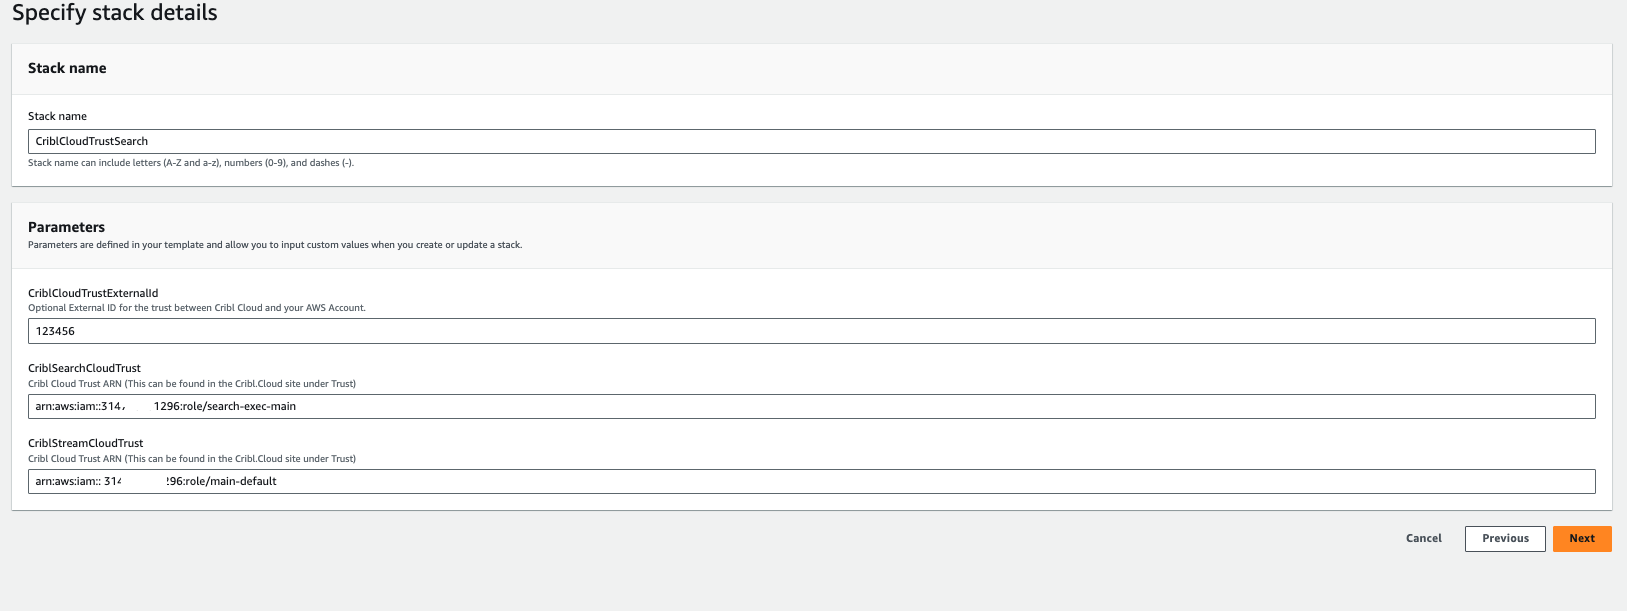 Specify stack details
Stack name
Stack name
CriblCloudTrustSearch
Stack name can include letters (A-Z and a-z), numbers (0-9), and dashes (-).
Parameters
Parameters are defined in your template and allow you to input custom values when you create or update a stack.
CriblCloudTrustExternalId
Optional External ID for the trust between Cribl Cloud and your AWS Account.
123456
CriblSearchCloudTrust
Cribl Cloud Trust ARN (This can be found in the Cribl.Cloud site under Trust)
arn:aws:iam::314 1296:role/search-exec-main
CriblStreamCloudTrust
Cribl Cloud Trust ARN (This can be found in the Cribl.Cloud site under Trust)
arn:aws:iam:: 314 296:role/main-default
Cancel Previous Next